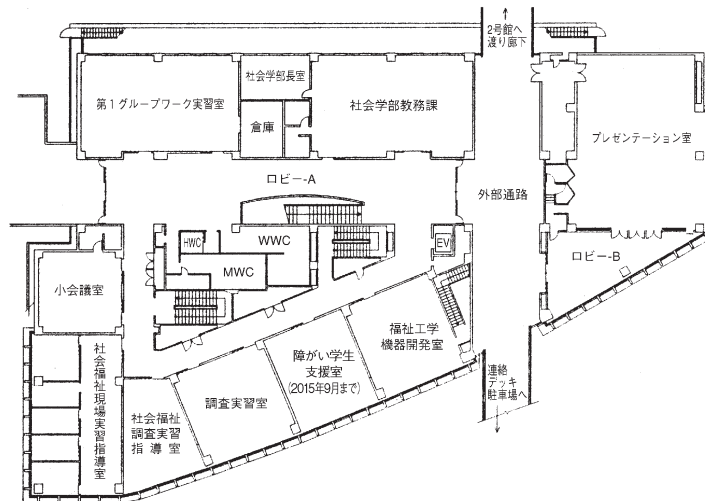 2号館へ
渡り廊下
第1グループワーク実習室
社会学部長室
倉庫
社会学部教務課
プレゼンテーション室
ロビー-A
外部通路
HWC
WWC
MWC
EV
ロビー-B
小会議室
福祉工学
機器開発室
障がい学生
支援室
(2015年9月まで)
調査実習室
社会福祉
調査実習
指導室
社会福祉現場実習指導室
連絡
デッキ
駐車場へ